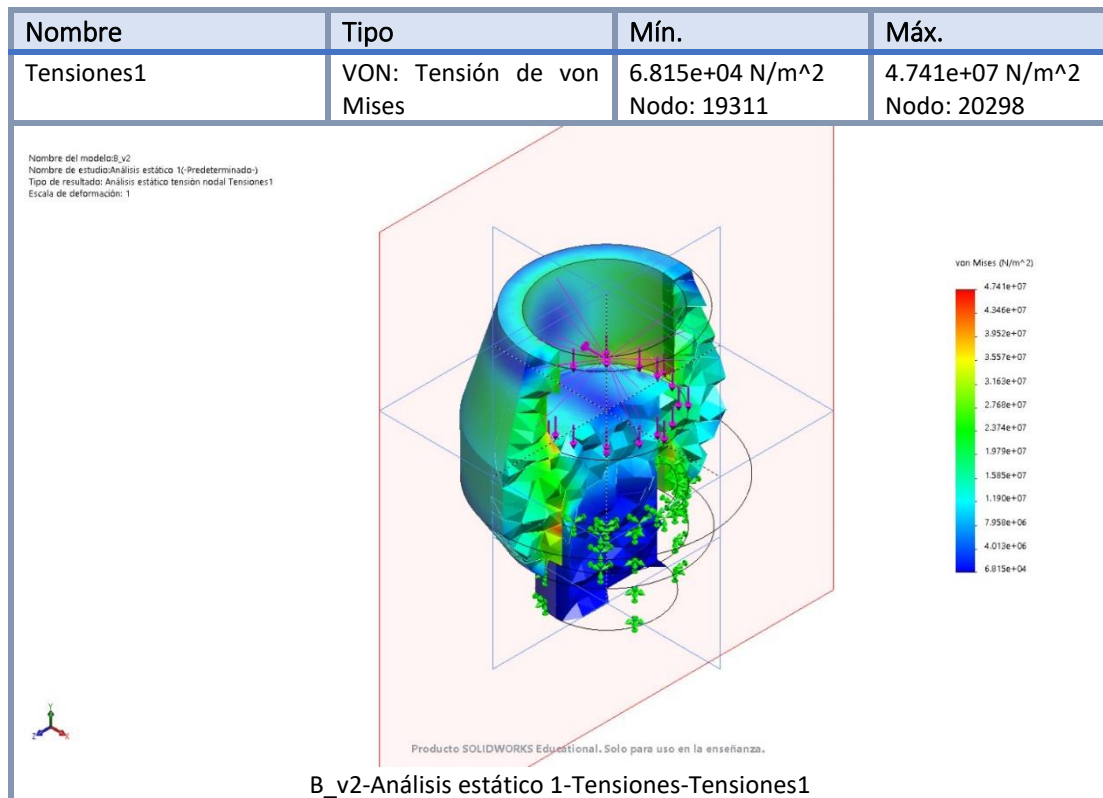 Nombre Tipo Mín. Máx.
Tensiones1 VON: Tensión de von 6.815e+04 N/m^2 4.741e+07 N/m^2
Mises Nodo: 19311 Nodo: 20298
Nombre del modelo:B_v2
Nombre de estudio:Análisis estático 1(-Predeterminado-)
Tipo de resultado: Análisis estático tensión nodal Tensiones1
Escala de deformación: 1
von Mises (N/m^2)
4.741e+07
4.346e+07
3.952e+07
3.557e+07
3.163e+07
2.768e+07
2.374e+07
1.979e+07
1.585e+07
1.190e+07
7.958e+06
4.013e+06
6.815e+04
Y
Z
X
Producto SOLIDWORKS Educational. Solo para uso en la enseñanza.
B_v2-Análisis estático 1-Tensiones-Tensiones1